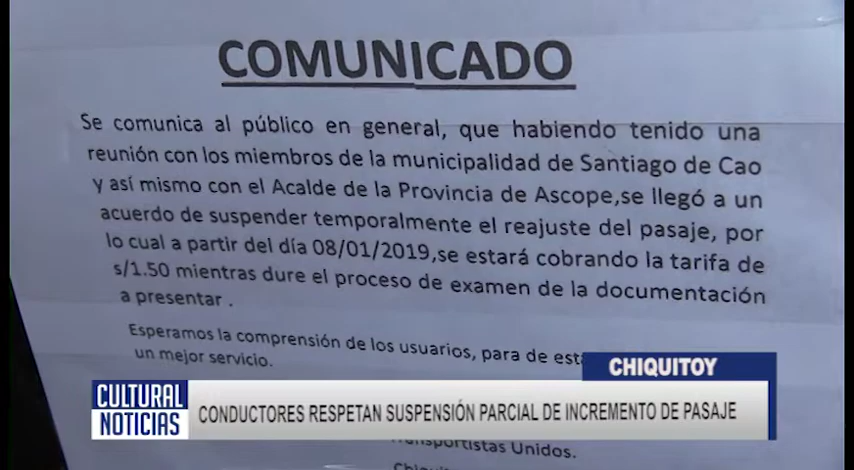 COMUNICADO
Se comunica al público en general, que habiendo tenido una
reunión con los miembros de la municipalidad de Santiago de Cao
y así mismo con el Acalde de la Provincia de Ascope,se llegó a un
acuerdo de suspender temporalmente el reajuste del pasaje, por
lo cual a partir del día 08/01/2019,se estará cobrando la tarifa de
s/1.50 mientras dure el proceso de examen de la documentación
a presentar .
Esperamos la comprensión de los usuarios, para de
un mejor servicio.
CHIQUITOY
CULTURAL
NOTICIAS
CONDUCTORES RESPETAN SUSPENSIÓN PARCIAL DE INCREMENTO DE PASAJE
Unidos.